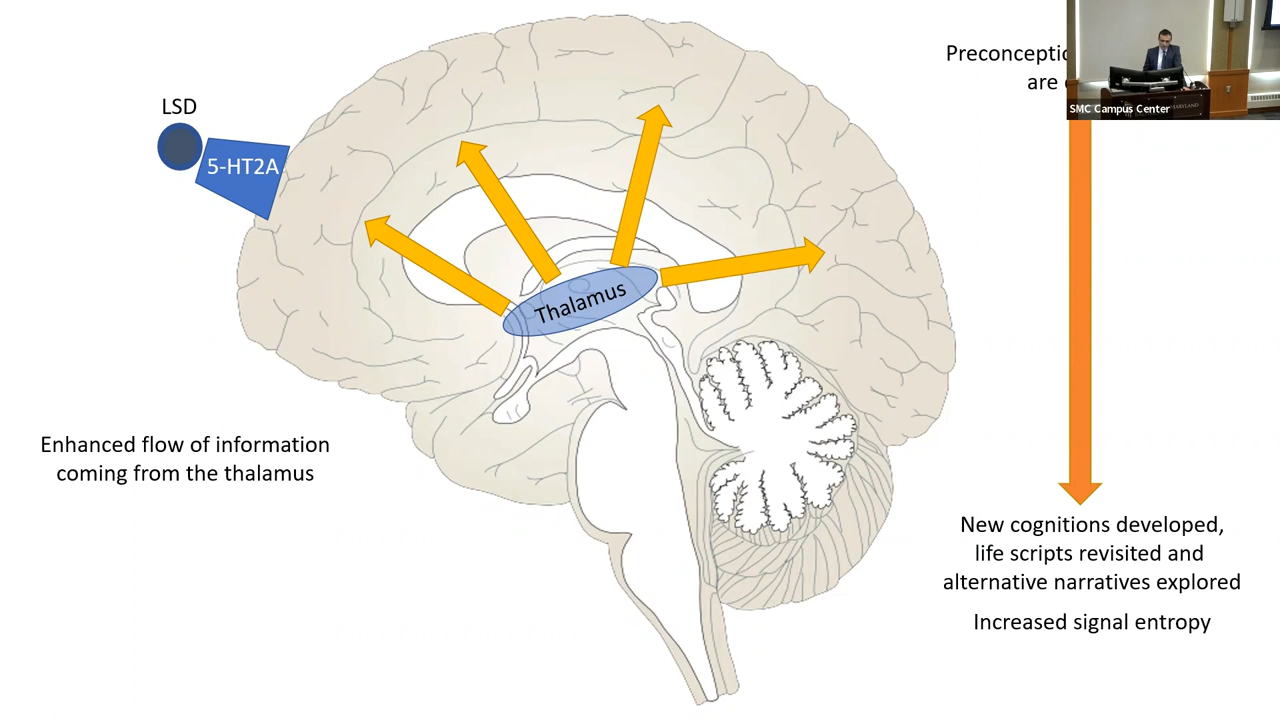 LSD
5-HT2A
Thalamus
Enhanced flow of information
coming from the thalamus
are
SMC Campus Center
New cognitions developed,
life scripts revisited and
alternative narratives explored
Increased signal entropy